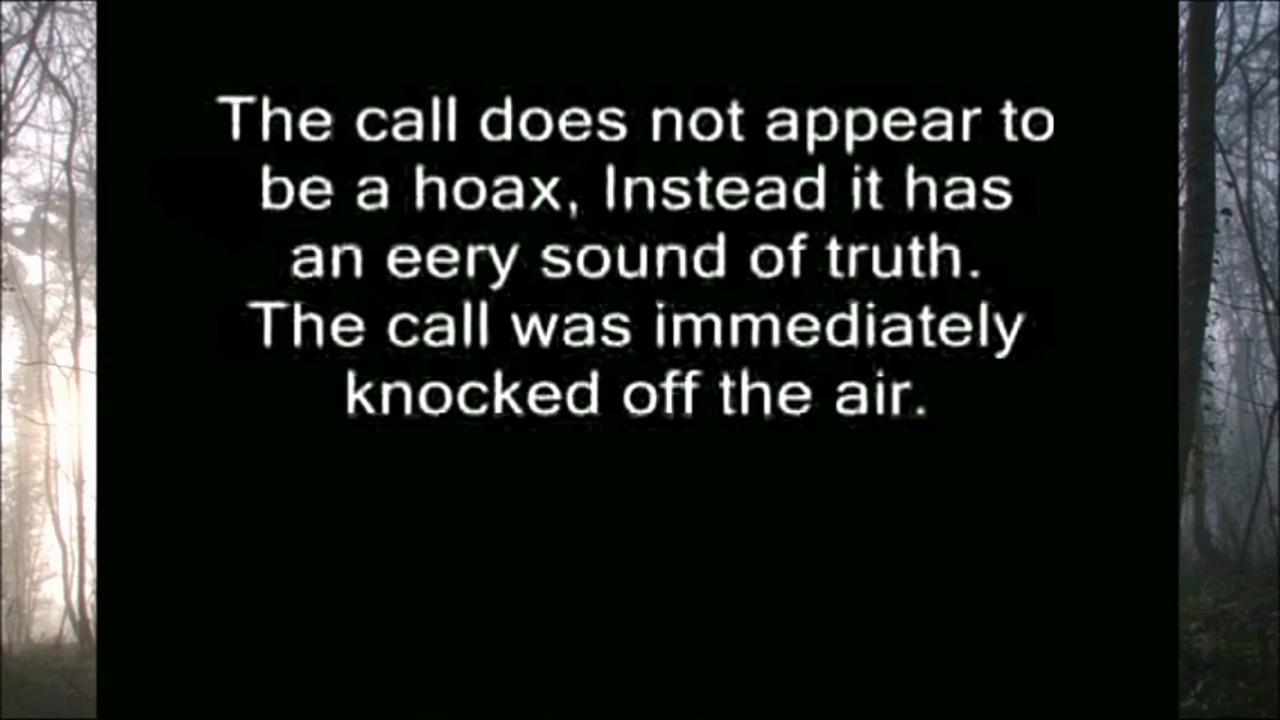 The call does not appear to
be a hoax, Instead it has
an eery sound of truth.
The call was immediately
knocked off the air.